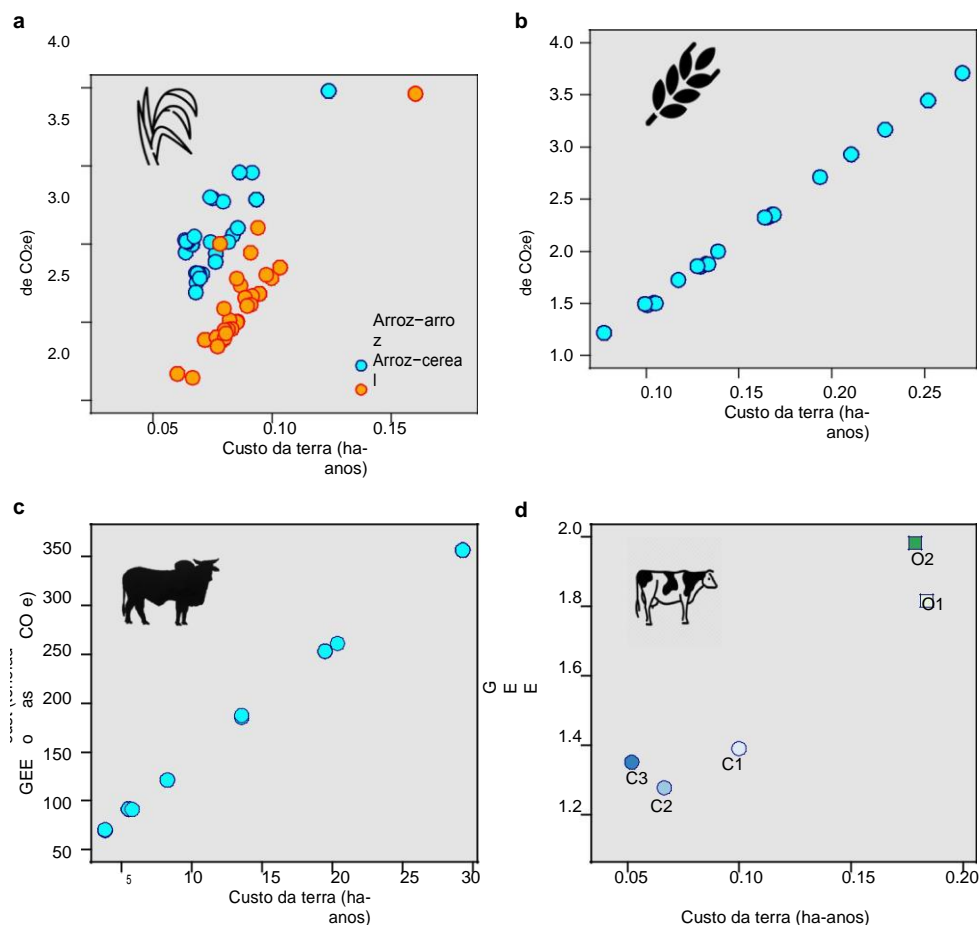 a
4.0
3.5
3.0
2.5
2.0
de CO₂e)
Arroz−arro
z
Arroz−cerea
l
0.05
0.10
0.15
Custo da terra (ha-
anos)
b
4.0
3.5
3.0
2.5
2.0
1.5
1.0
de CO₂e)
0.10
0.15
0.20
0.25
Custo da terra (ha-
anos)
c
350
300
250
200
150
100
50
GEE o as CO e)
5
10
15
20
25
30
Custo da terra (ha-
anos)
d
2.0
1.8
1.6
1.4
1.2
G
E E
O2
O1
C1
C2
C3
0.05
0.10
0.15
0.20
Custo da terra (ha-anos)